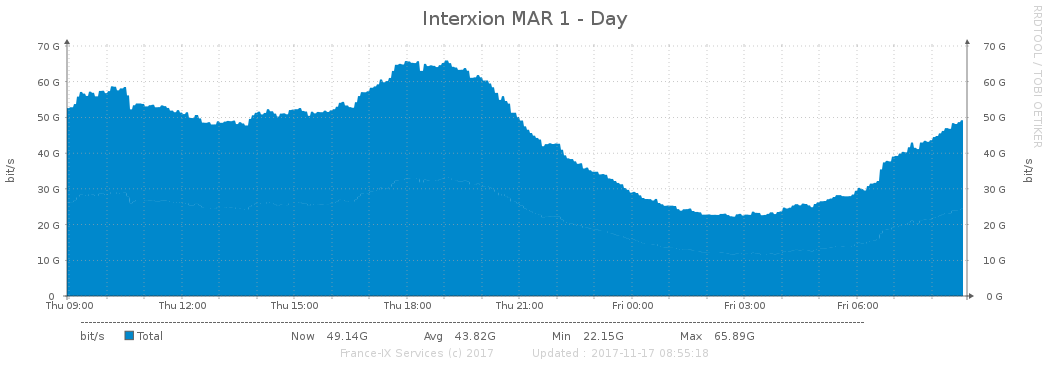 Interxion MAR 1 - Day
RRDTOOL / TOBI OETIKER
bit/s
bit/s
70 G 70 G
60 G 60 G
50 G 50 G
40 G 40 G
30 G 30 G
20 G 20 G
10 G 10 G
0 0 G
Thu 09:00 Thu 12:00 Thu 15:00 Thu 18:00 Thu 21:00 Fri 00:00 Fri 03:00 Fri 06:00
bit/s Total Now 49.14G Avg 43.82G Min 22.15G Max 65.89G
France-IX Services (c) 2017 Updated : 2017-11-17 08:55:18